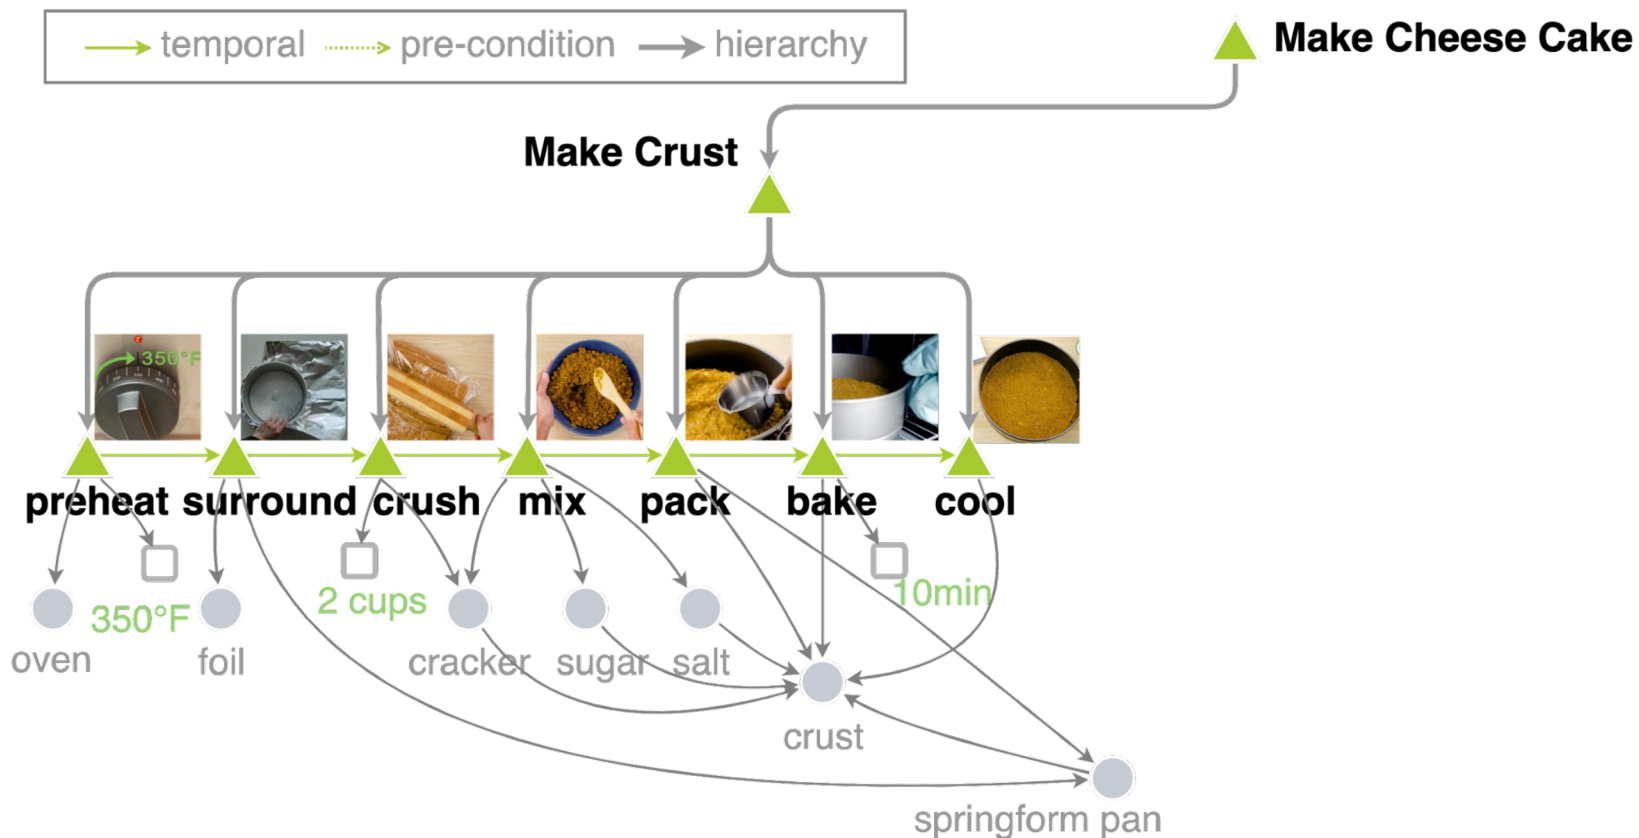 temporal pre-condition hierarchy
Make Cheese Cake
Make Crust
350°F
preheat surround crush mix pack bake cool
350°F
2 cups
10min
oven foil cracker sugar salt
crust
springform pan